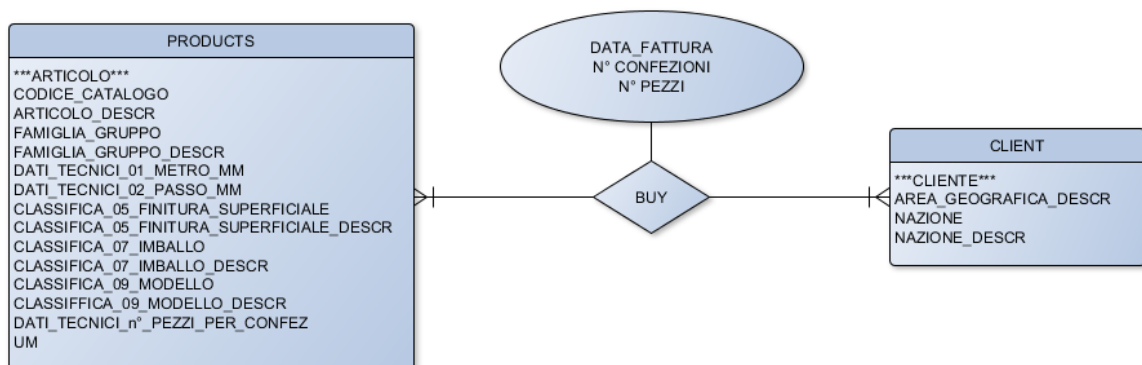 PRODUCTS
***ARTICOLO***
CODICE_CATALOGO
ARTICOLO_DESCR
FAMIGLIA_GRUPPO
FAMIGLIA_GRUPPO_DESCR
DATI_TECNICI_01_METRO_MM
DATI_TECNICI_02_PASSO_MM
CLASSIFICA_05_FINITURA_SUPERFICIALE
CLASSIFICA_05_FINITURA_SUPERFICIALE_DESCR
CLASSIFICA_07_IMBALLO
CLASSIFICA_07_IMBALLO_DESCR
CLASSIFICA_09_MODELLO
CLASSIFFICA_09_MODELLO_DESCR
DATI_TECNICI_n°_PEZZI_PER_CONFEZ
UM
DATA_FATTURA
N° CONFEZIONI
N° PEZZI
BUY
CLIENT
***CLIENTE***
AREA_GEOGRAFICA_DESCR
NAZIONE
NAZIONE_DESCR